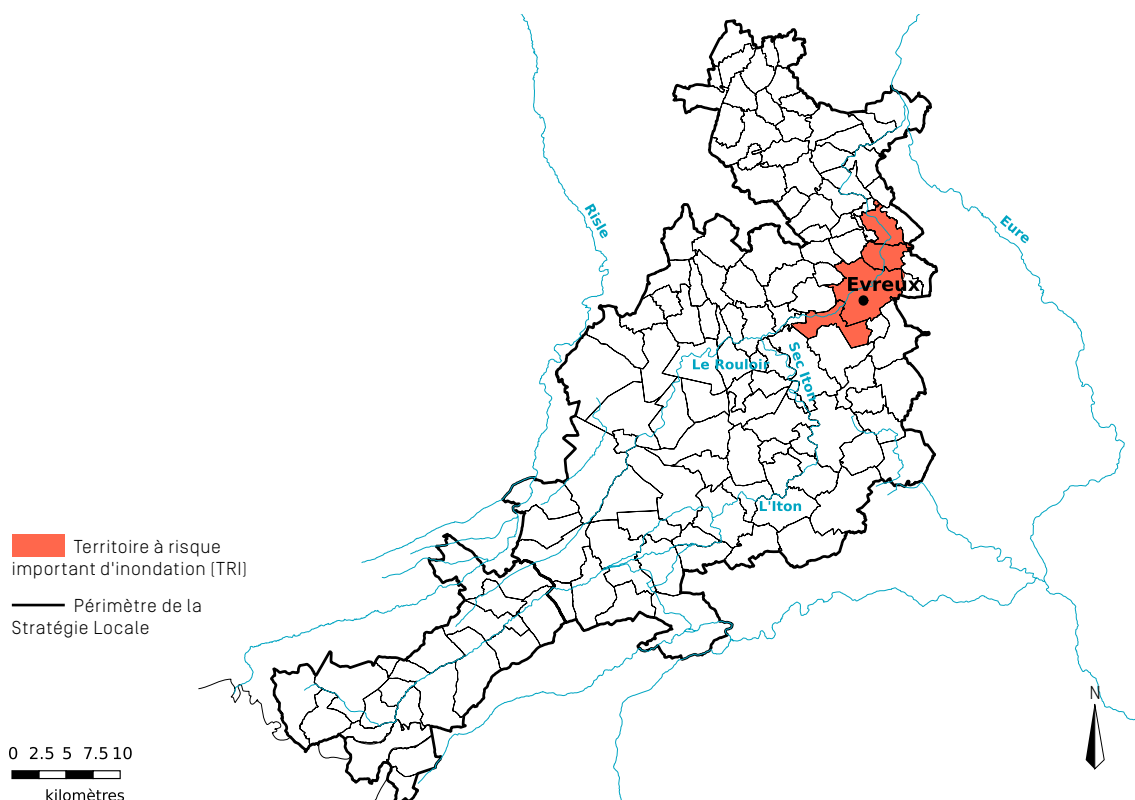 Risle
Eure
Evreux
Le Rouloir
Sec Iton
L'Iton
Territoire à risque
important d'inondation (TRI)
Périmètre de la
Stratégie Locale
N
0 2.5 5 7.5 10
kilomètres